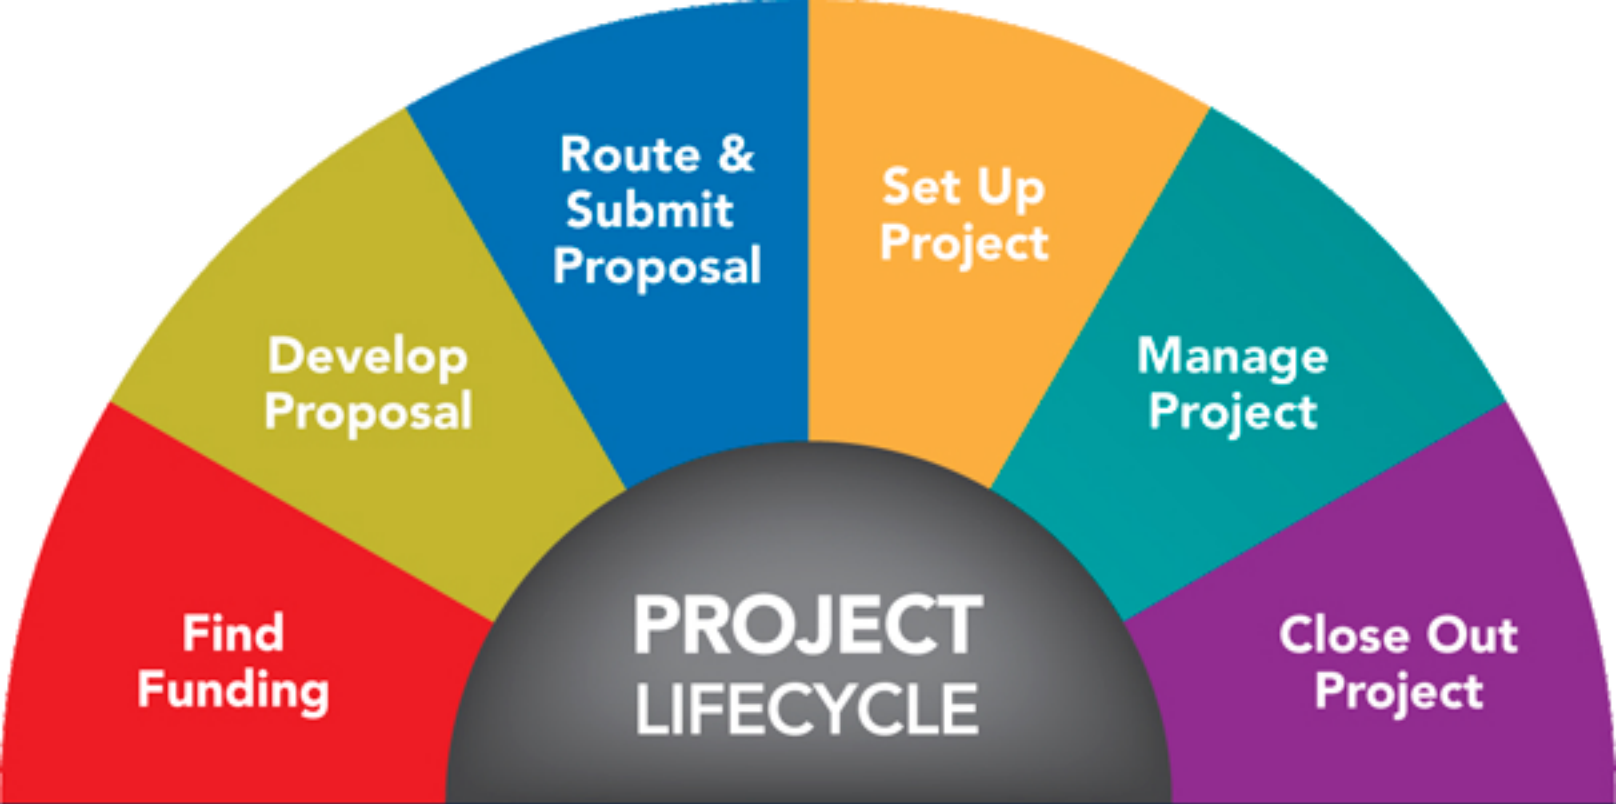 Find
Funding
Develop
Proposal
Route &
Submit
Proposal
Set Up
Project
Manage
Project
Close Out
Project
PROJECT
LIFECYCLE